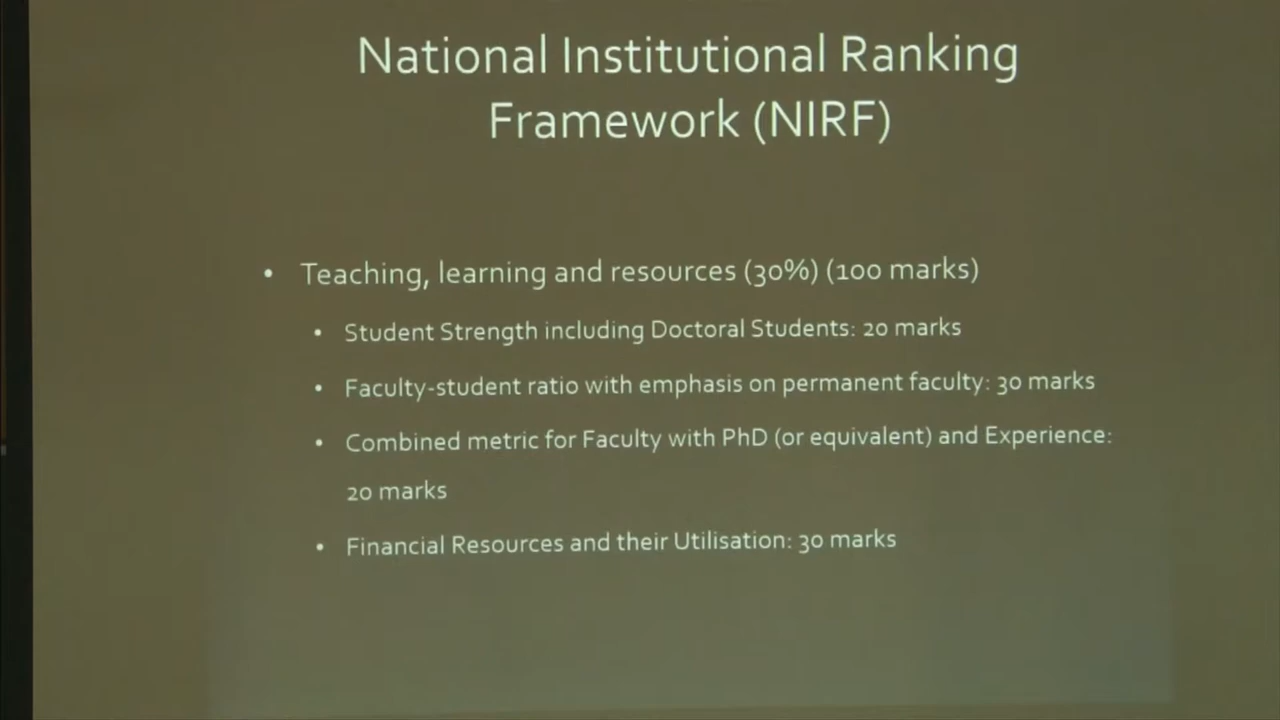 National Institutional Ranking
Framework (NIRF)
• Teaching, learning and resources (30%) (100 marks)
• Student Strength including Doctoral Students: 20 marks
• Faculty-student ratio with emphasis on permanent faculty: 30 marks
• Combined metric for Faculty with PhD (or equivalent) and Experience:
20 marks
• Financial Resources and their Utilisation: 30 marks